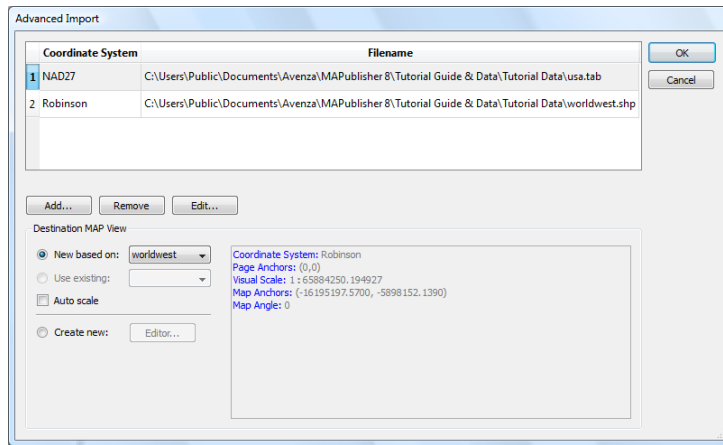 Advanced Import
Coordinate System Filename
1 NAD27 C:\Users\Public\Documents\Avenza\MAPublisher 8\Tutorial Guide & Data\Tutorial Data\usa.tab
2 Robinson C:\Users\Public\Documents\Avenza\MAPublisher 8\Tutorial Guide & Data\Tutorial Data\worldwest.shp
OK
Cancel
Add... Remove Edit...
Destination MAP View
New based on: worldwest
Use existing:
Auto scale
Create new: Editor...
Coordinate System: Robinson
Page Anchors: (0,0)
Visual Scale: 1 : 65884250.194927
Map Anchors: (-16195197.5700, -5898152.1390)
Map Angle: 0